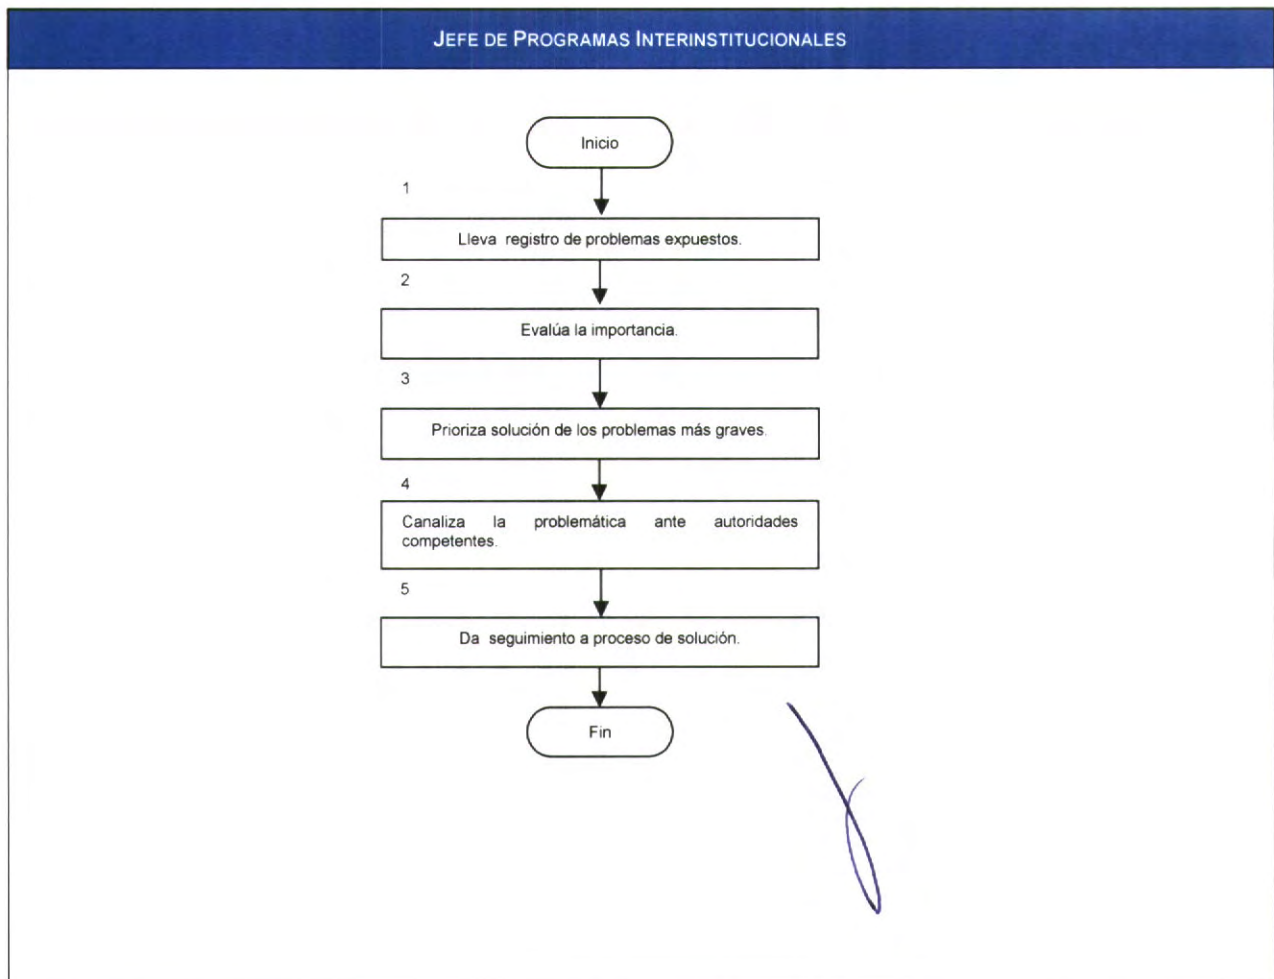 JEFE DE PROGRAMAS INTERINSTITUCIONALES
Inicio
1
Lleva registro de problemas expuestos.
2
Evalúa la importancia.
3
Prioriza solución de los problemas más graves.
4
Canaliza la problemática ante autoridades
competentes.
5
Da seguimiento a proceso de solución.
Fin